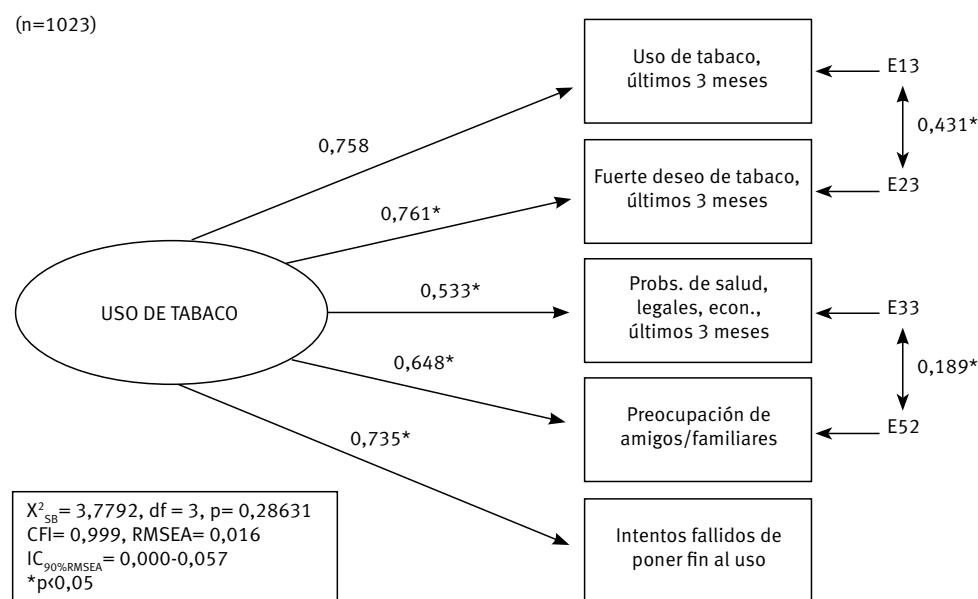 (n=1023)
Uso de tabaco,
últimos 3 meses
E13
0,758
0,431*
Fuerte deseo de tabaco,
últimos 3 meses
E23
0,761*
USO DE TABACO
0,533*
Probs. de salud,
legales, econ.,
últimos 3 meses
E33
0,648*
0,189*
Preocupación de
amigos/familiares
E52
0,735*
Intentos fallidos de
poner fin al uso
X²SB= 3,7792, df = 3, p= 0,28631
CFI= 0,999, RMSEA= 0,016
IC90%RMSEA= 0,000-0,057
*p<0,05